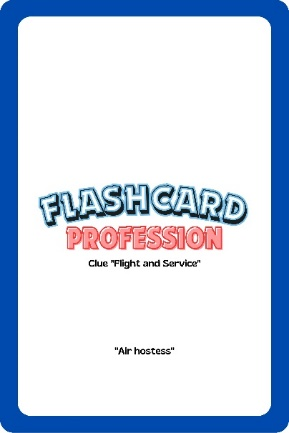 FLASHCARD
PROFESSION
Clue "Flight and Service"
"Air hostess"